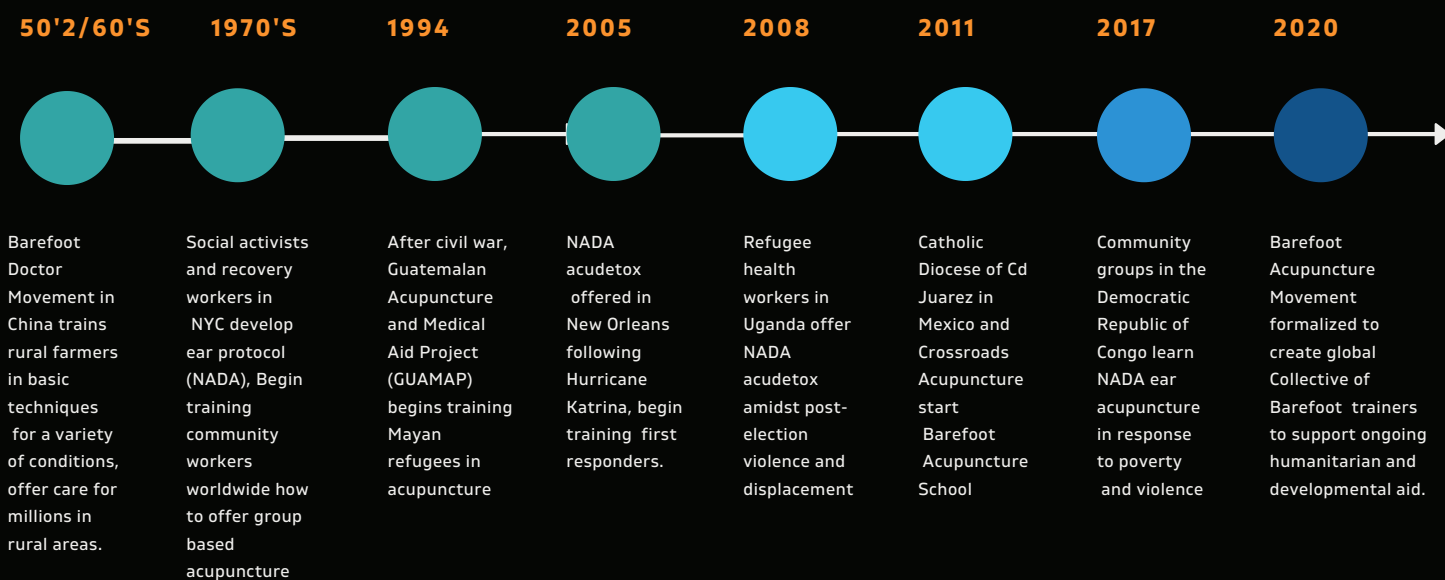 50'2/60'S
1970'S
1994
2005
2008
2011
2017
2020
Barefoot
Doctor
Movement in
China trains
rural farmers
in basic
techniques
for a variety
of conditions,
offer care for
millions in
rural areas.
Social activists
and recovery
workers in
NYC develop
ear protocol
(NADA), Begin
training
community
workers
worldwide how
to offer group
based
acupuncture
After civil war,
Guatemalan
Acupuncture
and Medical
Aid Project
(GUAMAP)
begins training
Mayan
refugees in
acupuncture
NADA
acudetox
offered in
New Orleans
following
Hurricane
Katrina, begin
training first
responders.
Refugee
health
workers in
Uganda offer
NADA
acudetox
amidst post-
election
violence and
displacement
Catholic
Diocese of Cd
Juarez in
Mexico and
Crossroads
Acupuncture
start
Barefoot
Acupuncture
School
Community
groups in the
Democratic
Republic of
Congo learn
NADA ear
acupuncture
in response
to poverty
and violence
Barefoot
Acupuncture
Movement
formalized to
create global
Collective of
Barefoot trainers
to support ongoing
humanitarian and
developmental aid.